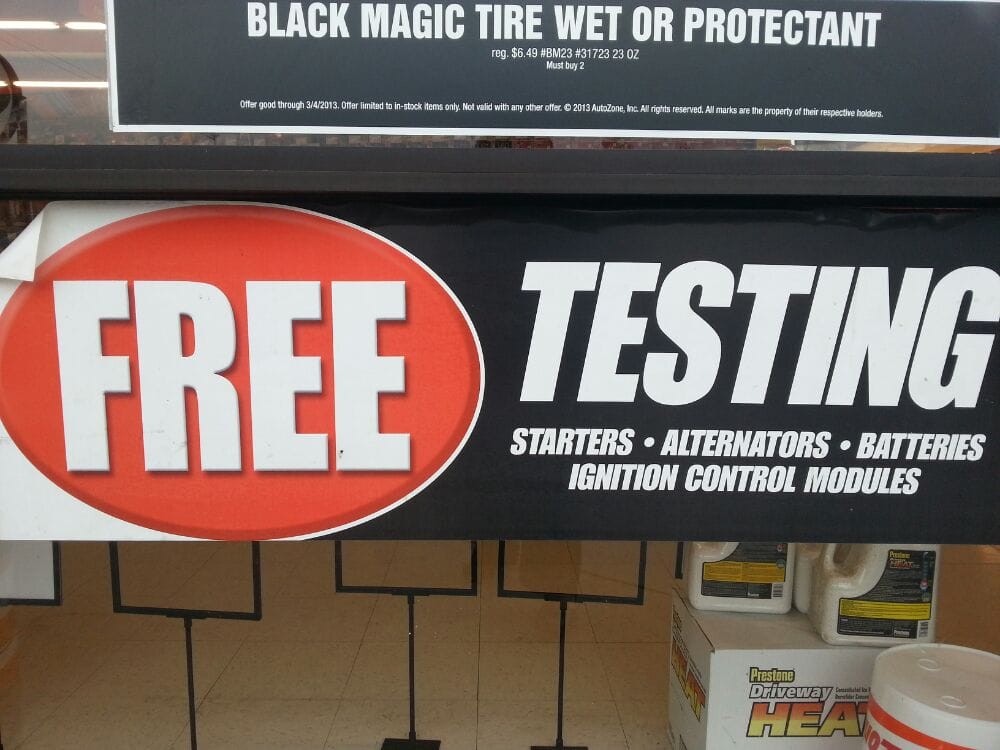 BLACK MAGIC TIRE WET OR PROTECTANT
reg. $6.49 #BM23 #31723 23 OZ
Must buy 2
Offer good through 3/4/2013. Offer limited to in-stock items only. Not valid with any other offer. © 2013 AutoZone, Inc. All rights reserved. All marks are the property of their respective holders.
FREE
TESTING
STARTERS • ALTERNATORS • BATTERIES
IGNITION CONTROL MODULES
Prestone
HEAT
Prestone
Driveway
HEAT